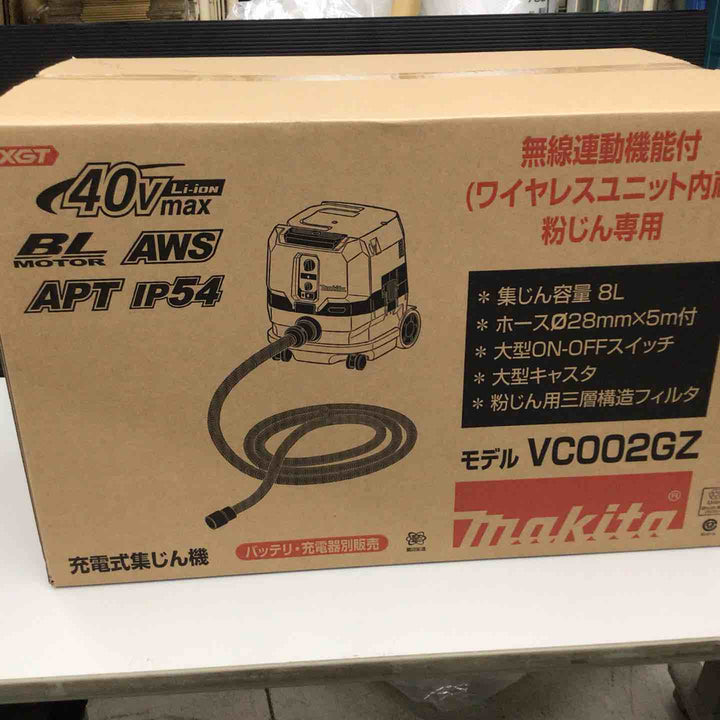 XGT
40Vmax Li-ion
BL MOTOR AWS
APT IP54
無線連動機能付
(ワイヤレスユニット内蔵
粉じん専用
* 集じん容量 8L
* ホースØ28mm×5m付
* 大型ON-OFFスイッチ
* 大型キャスタ
* 粉じん用三層構造フィルタ
モデル VC002GZ
makita®
Makita
充電式集じん機
バッテリ・充電器別販売